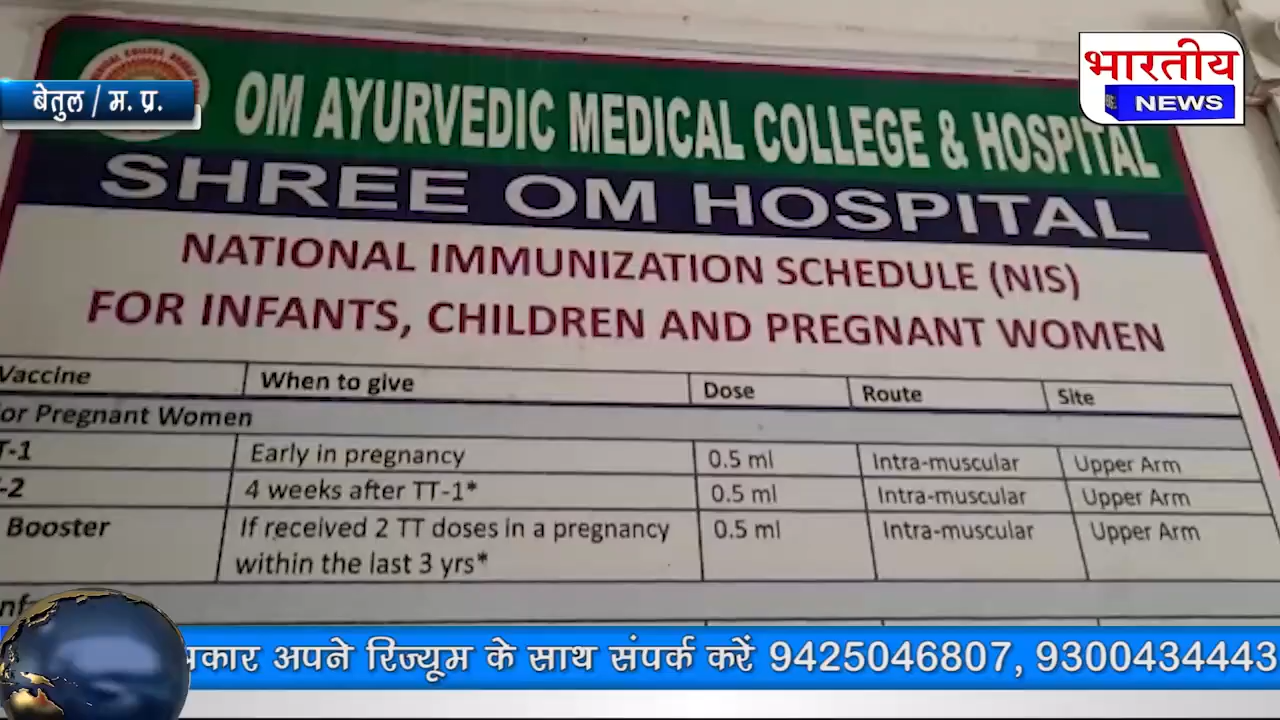 भारतीय
NEWS
बेतुल / म. प्र.
OM AYURVEDIC MEDICAL COLLEGE & HOSPITAL
SHREE OM HOSPITAL
NATIONAL IMMUNIZATION SCHEDULE (NIS)
FOR INFANTS, CHILDREN AND PREGNANT WOMEN
Vaccine When to give Dose Route Site
or Pregnant Women
T-1 Early in pregnancy 0.5 ml Intra-muscular Upper Arm
-2 4 weeks after TT-1* 0.5 ml Intra-muscular Upper Arm
Booster If received 2 TT doses in a pregnancy 0.5 ml Intra-muscular Upper Arm
within the last 3 yrs*
अपने रिज्यूम के साथ संपर्क करें 9425046807, 9300434443